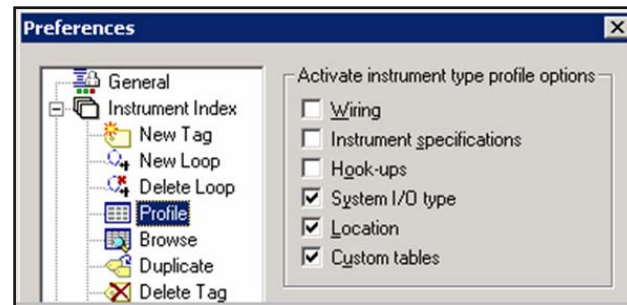 Preferences
General
Instrument Index
New Tag
New Loop
Delete Loop
Profile
Browse
Duplicate
Delete Tag
Activate instrument type profile options
Wiring
Instrument specifications
Hook-ups
System I/O type
Location
Custom tables